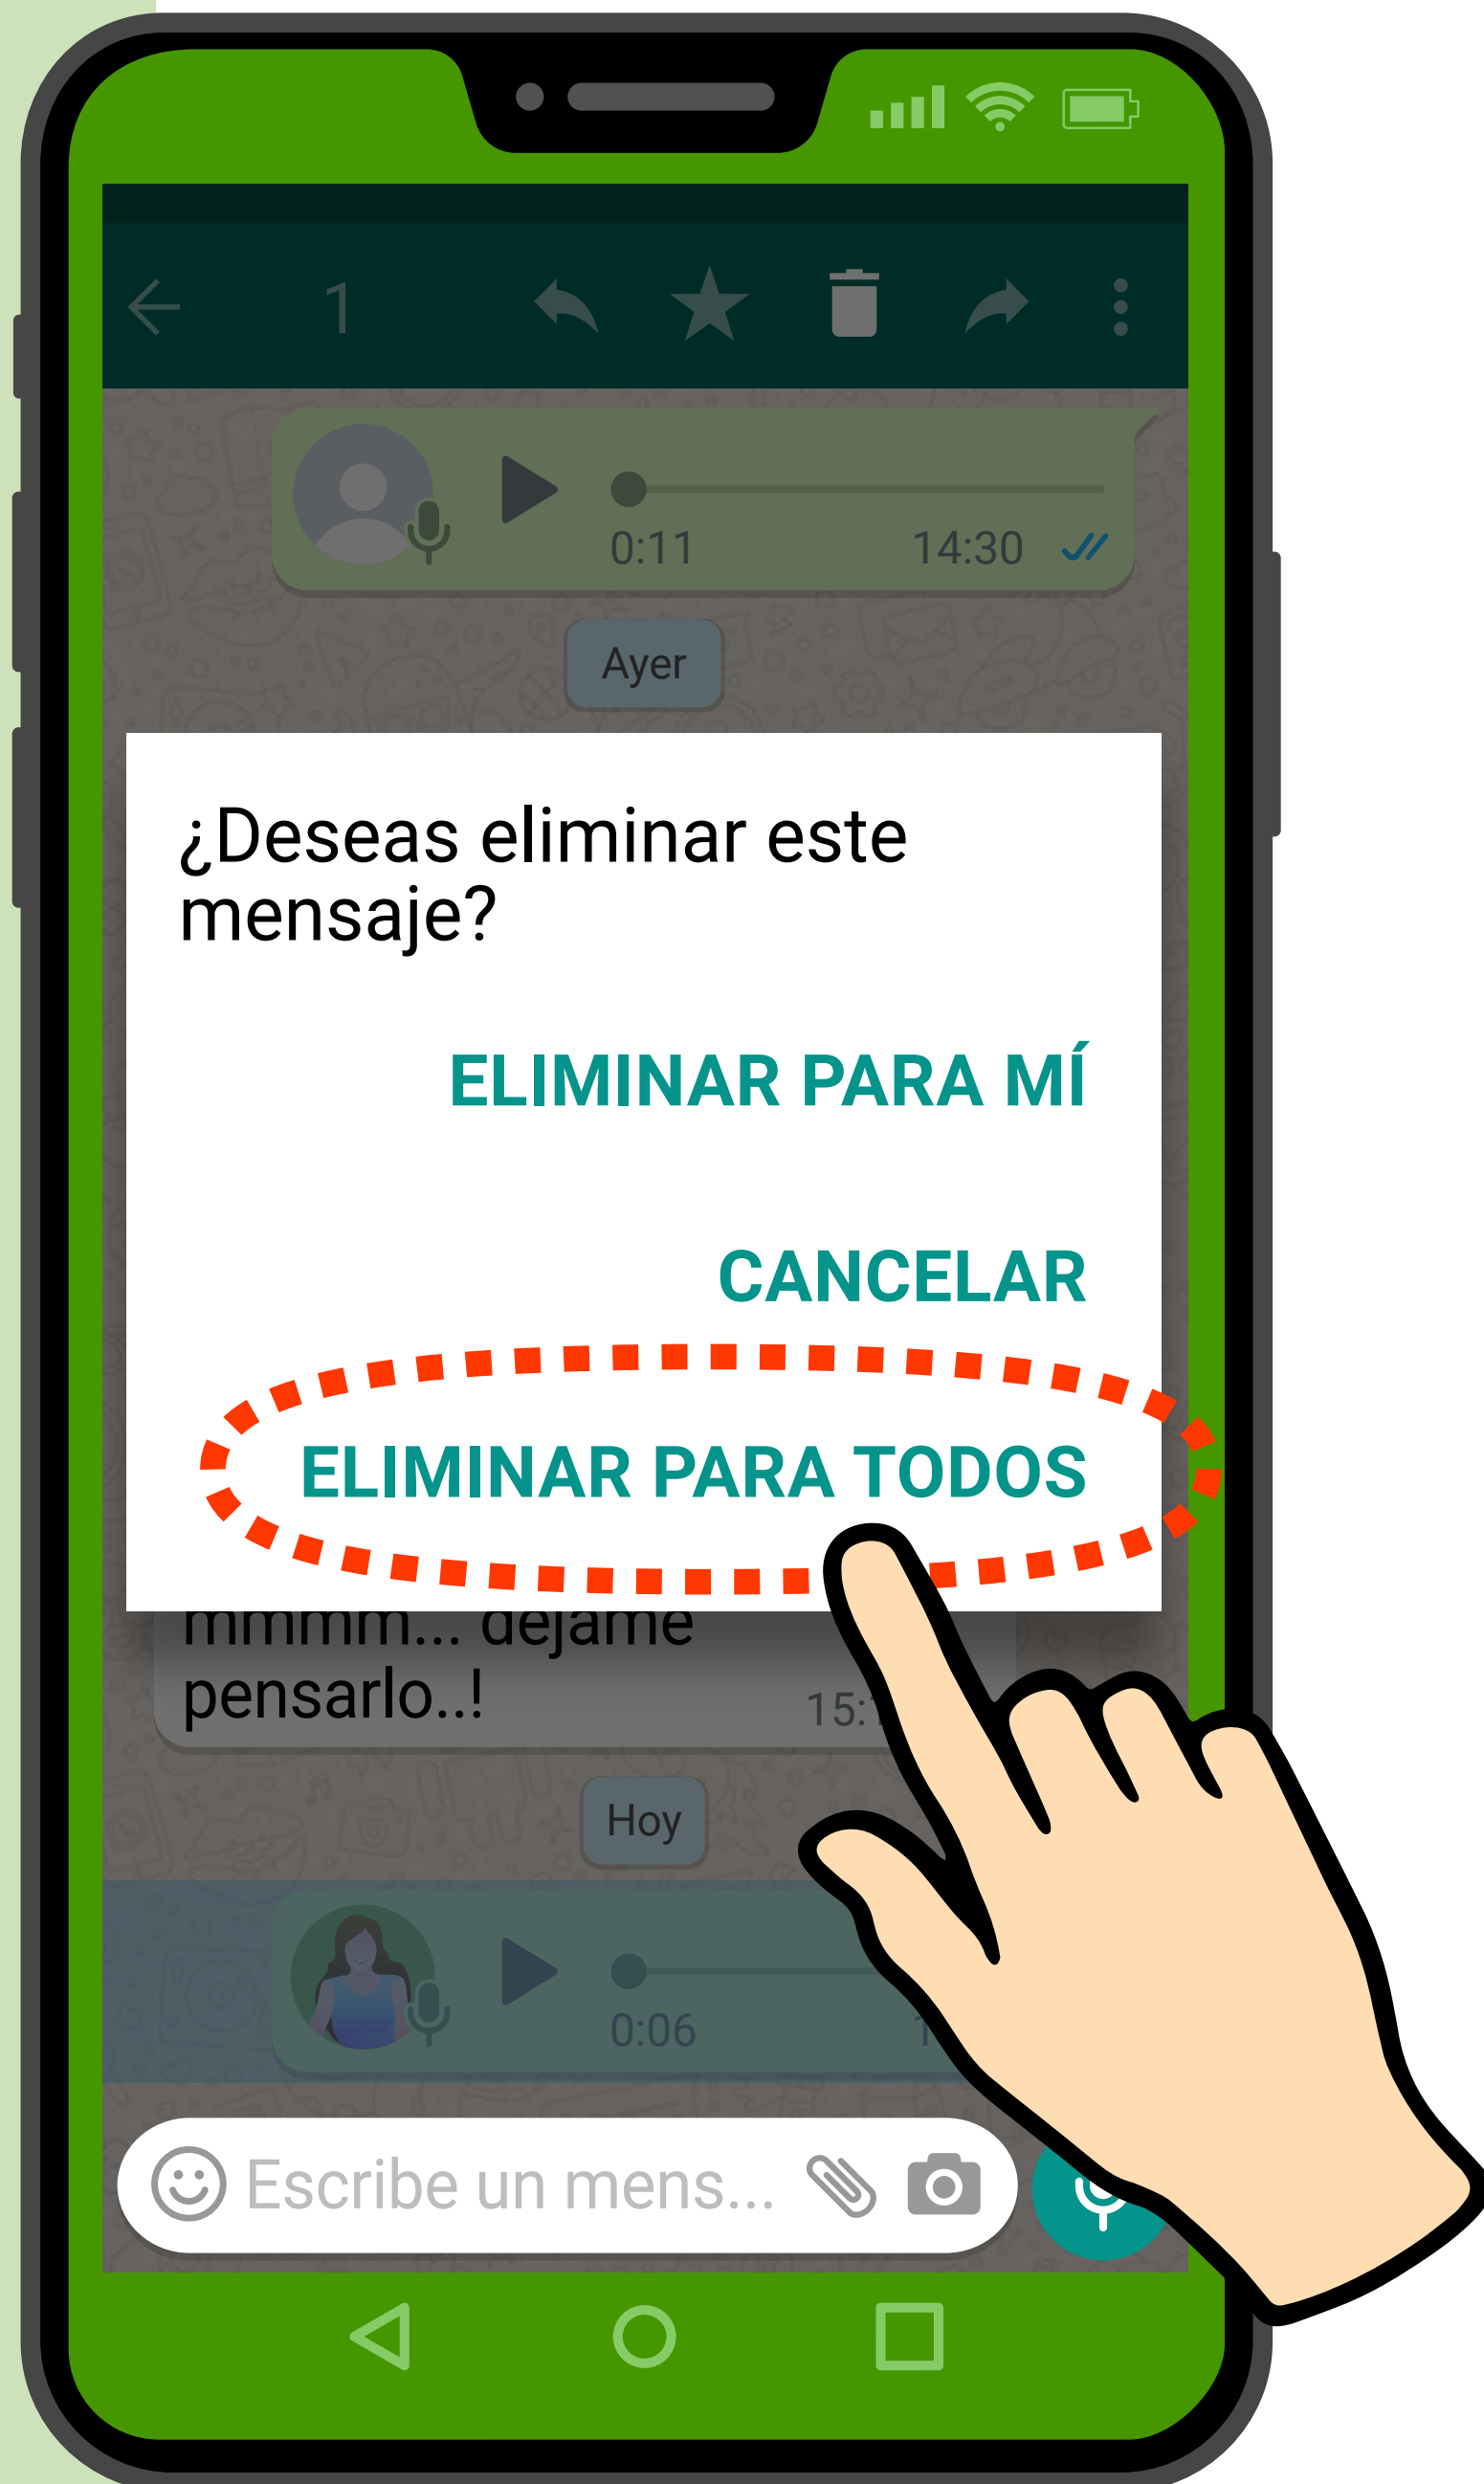 1
0:11 14:30
Ayer
¿Deseas eliminar este
mensaje?
ELIMINAR PARA MÍ
CANCELAR
ELIMINAR PARA TODOS
mmmm... dejame
pensarlo..!
Hoy
0:06
Escribe un mens...